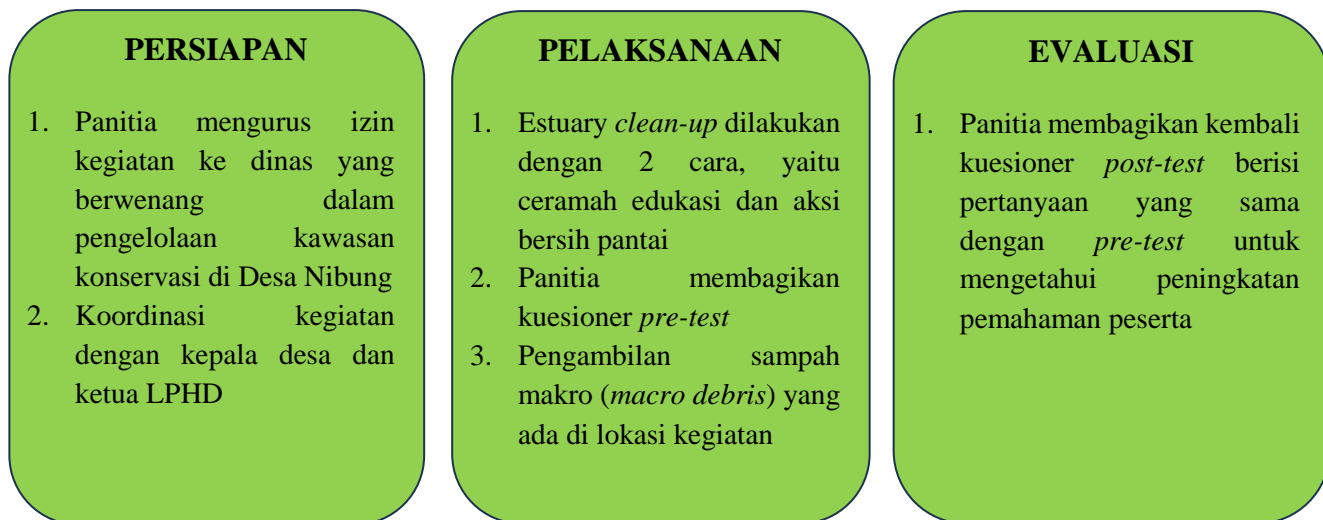 PERSIAPAN
1. Panitia mengurus izin
kegiatan ke dinas yang
berwenang dalam
pengelolaan kawasan
konservasi di Desa Nibung
2. Koordinasi kegiatan
dengan kepala desa dan
ketua LPHD
PELAKSANAAN
1. Estuary clean-up dilakukan
dengan 2 cara, yaitu
ceramah edukasi dan aksi
bersih pantai
2. Panitia membagikan
kuesioner pre-test
3. Pengambilan sampah
makro (macro debris) yang
ada di lokasi kegiatan
EVALUASI
1. Panitia membagikan kembali
kuesioner post-test berisi
pertanyaan yang sama
dengan pre-test untuk
mengetahui peningkatan
pemahaman peserta